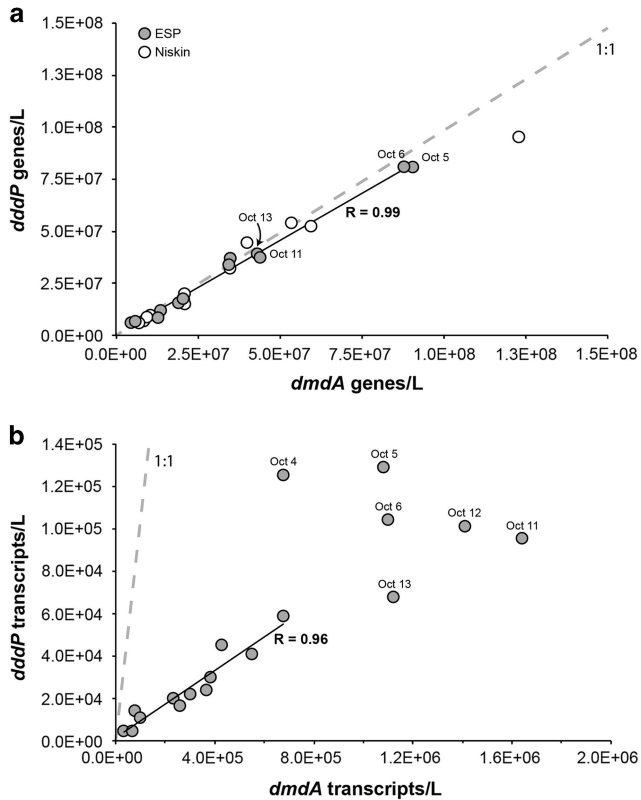 a
ESP
Niskin
1.5E+08
1.3E+08
1.0E+08
7.5E+07
5.0E+07
2.5E+07
0.0E+00
dddP genes/L
1:1
Oct 6
Oct 5
R = 0.99
Oct 13
Oct 11
0.0E+00 2.5E+07 5.0E+07 7.5E+07 1.0E+08 1.3E+08 1.5E+08
dmdA genes/L
b
1.4E+05
1.2E+05
1.0E+05
8.0E+04
6.0E+04
4.0E+04
2.0E+04
0.0E+00
dddP transcripts/L
1:1
Oct 4
Oct 5
Oct 6
Oct 12
Oct 11
Oct 13
R = 0.96
0.0E+00 4.0E+05 8.0E+05 1.2E+06 1.6E+06 2.0E+06
dmdA transcripts/L